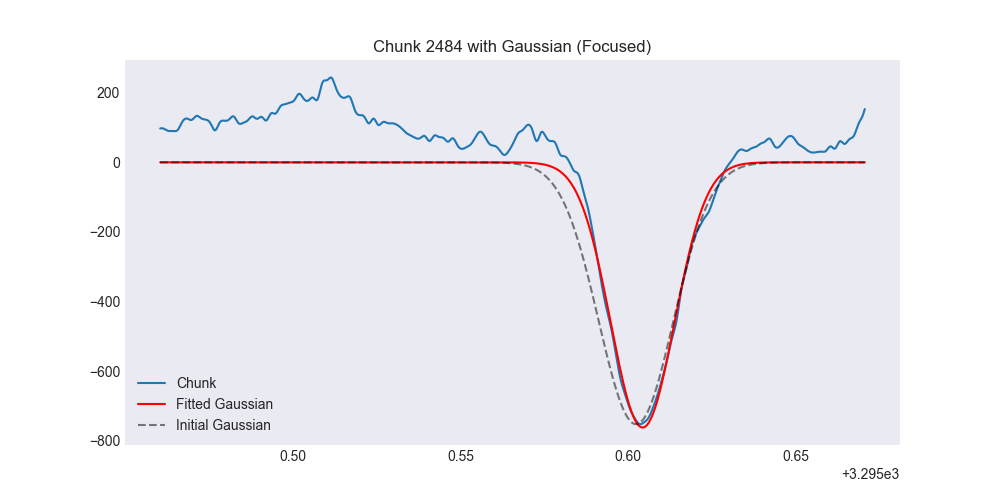 Chunk 2484 with Gaussian (Focused)
200
0
−200
−400
−600
−800
Chunk
Fitted Gaussian
Initial Gaussian
0.50 0.55 0.60 0.65
+3.295e3